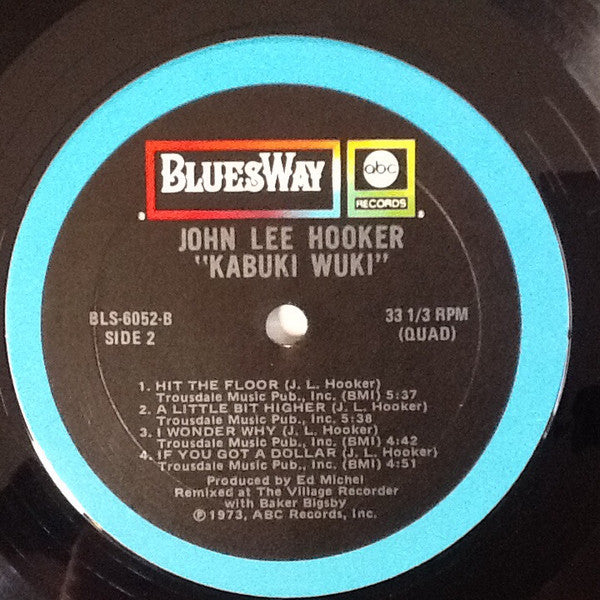 BLUESWAY
abc
RECORDS
JOHN LEE HOOKER
"KABUKI WUKI"
BLS-6052-B
SIDE 2
33 1/3 RPM
(QUAD)
1. HIT THE FLOOR (J. L. Hooker)
Trousdale Music Pub., Inc. (BMI) 5:37
2. A LITTLE BIT HIGHER (J. L. Hooker)
Trousdale Music Pub., Inc. 5:38
3. I WONDER WHY (J. L. Hooker)
Trousdale Music Pub., Inc. (BMI) 4:42
4. IF YOU GOT A DOLLAR (J. L. Hooker)
Trousdale Music Pub., Inc. (BMI) 4:51
Produced by Ed Michel
Remixed at The Village Recorder
with Baker Bigsby
℗1973, ABC Records, Inc.